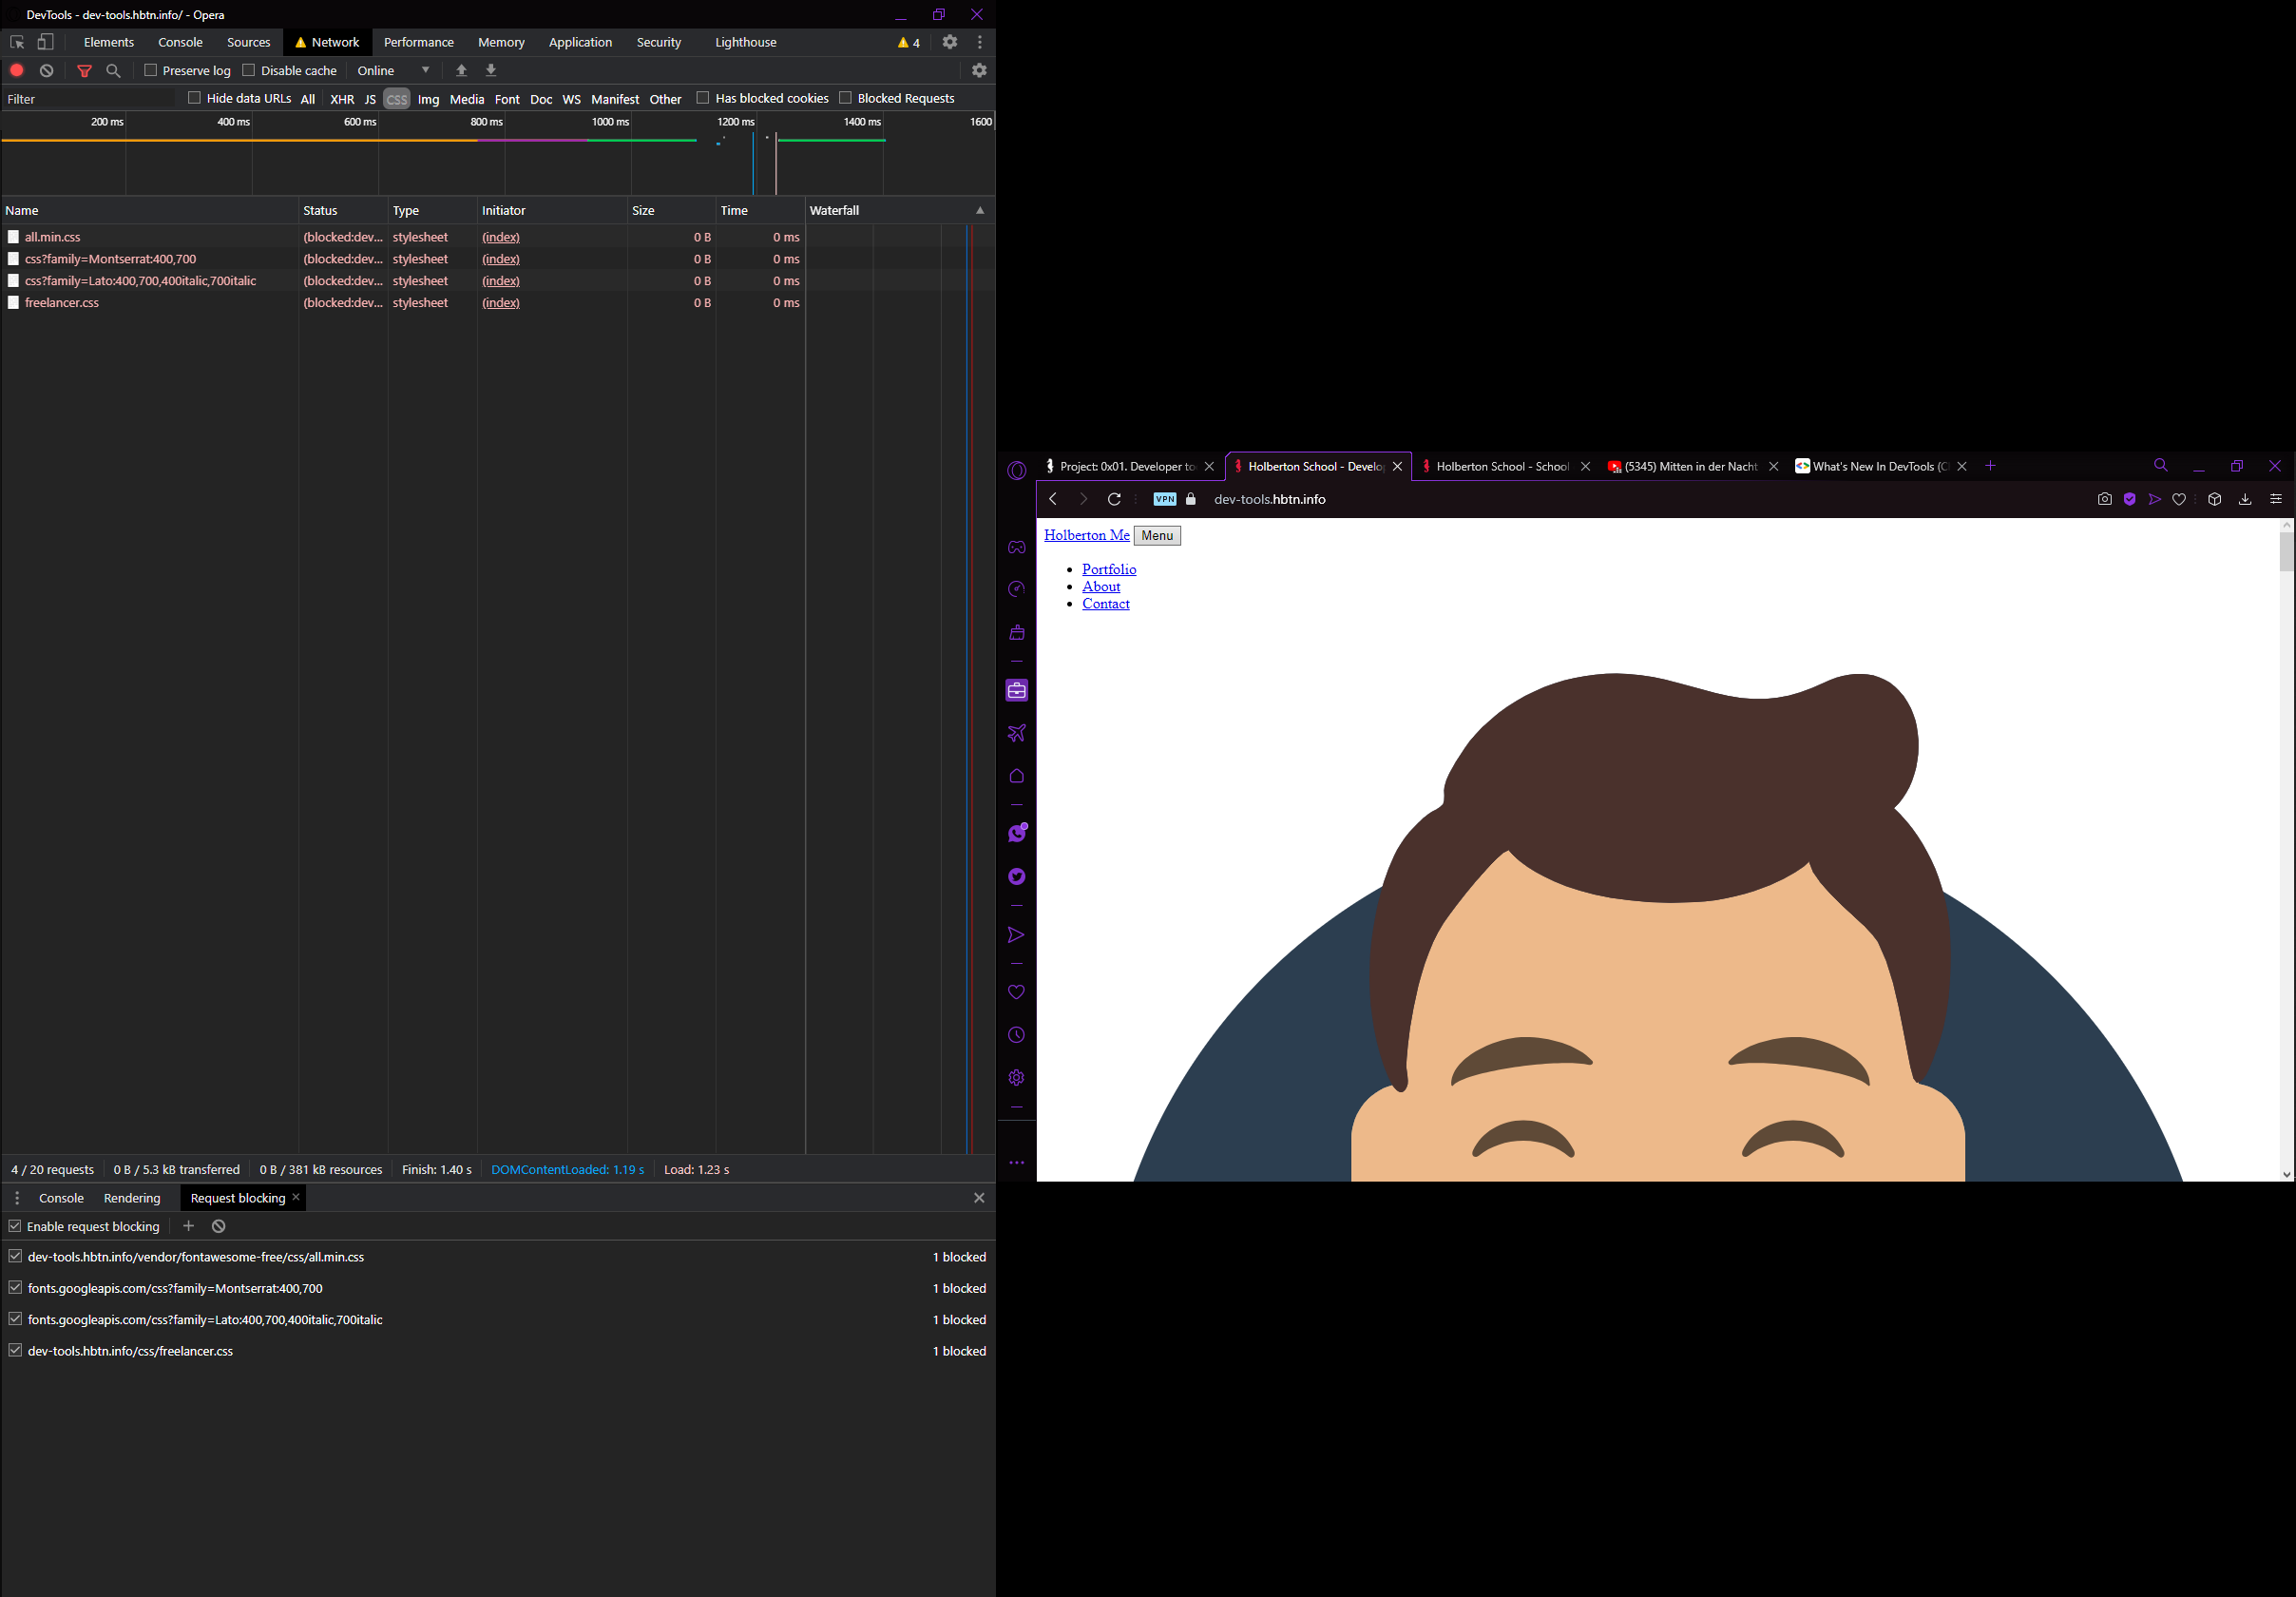 DevTools - dev-tools.hbtn.info/ - Opera
Elements Console Sources Network Performance Memory Application Security Lighthouse 4
Preserve log Disable cache Online
Filter Hide data URLs All XHR JS CSS Img Media Font Doc WS Manifest Other Has blocked cookies Blocked Requests
200 ms 400 ms 600 ms 800 ms 1000 ms 1200 ms 1400 ms 1600
Name Status Type Initiator Size Time Waterfall
all.min.css (blocked:dev... stylesheet (index) 0 B 0 ms
css?family=Montserrat:400,700 (blocked:dev... stylesheet (index) 0 B 0 ms
css?family=Lato:400,700,400italic,700italic (blocked:dev... stylesheet (index) 0 B 0 ms
freelancer.css (blocked:dev... stylesheet (index) 0 B 0 ms
4 / 20 requests 0 B / 5.3 kB transferred 0 B / 381 kB resources Finish: 1.40 s DOMContentLoaded: 1.19 s Load: 1.23 s
Console Rendering Request blocking
Enable request blocking
dev-tools.hbtn.info/vendor/fontawesome-free/css/all.min.css 1 blocked
fonts.googleapis.com/css?family=Montserrat:400,700 1 blocked
fonts.googleapis.com/css?family=Lato:400,700,400italic,700italic 1 blocked
dev-tools.hbtn.info/css/freelancer.css 1 blocked
Project: 0x01. Developer to Holberton School - Develo Holberton School - School (5345) Mitten in der Nacht What's New In DevTools (C
VPN dev-tools.hbtn.info
Holberton Me Menu
Portfolio
About
Contact